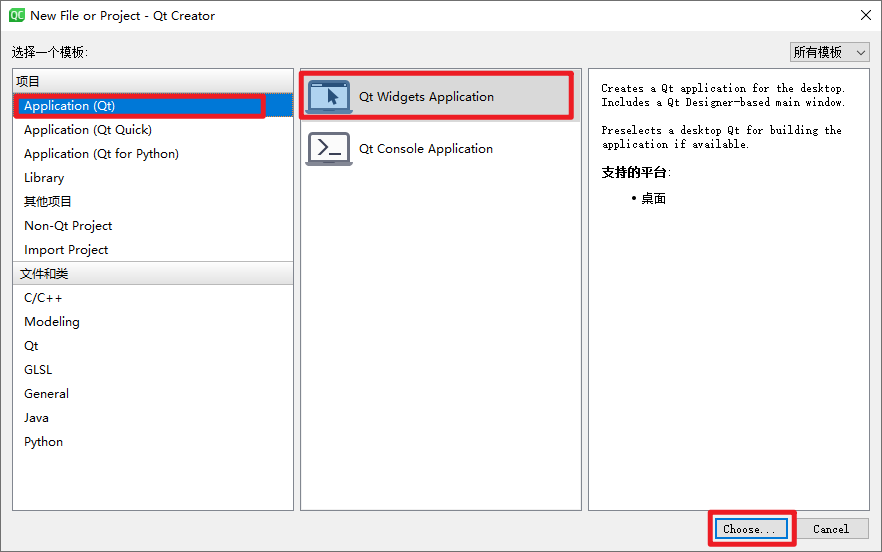 New File or Project - Qt Creator
选择一个模板:
所有模板
项目
Application (Qt)
Application (Qt Quick)
Application (Qt for Python)
Library
其他项目
Non-Qt Project
Import Project
文件和类
C/C++
Modeling
Qt
GLSL
General
Java
Python
Qt Widgets Application
Qt Console Application
Creates a Qt application for the desktop.
Includes a Qt Designer-based main window.
Preselects a desktop Qt for building the
application if available.
支持的平台:
• 桌面
Choose...
Cancel